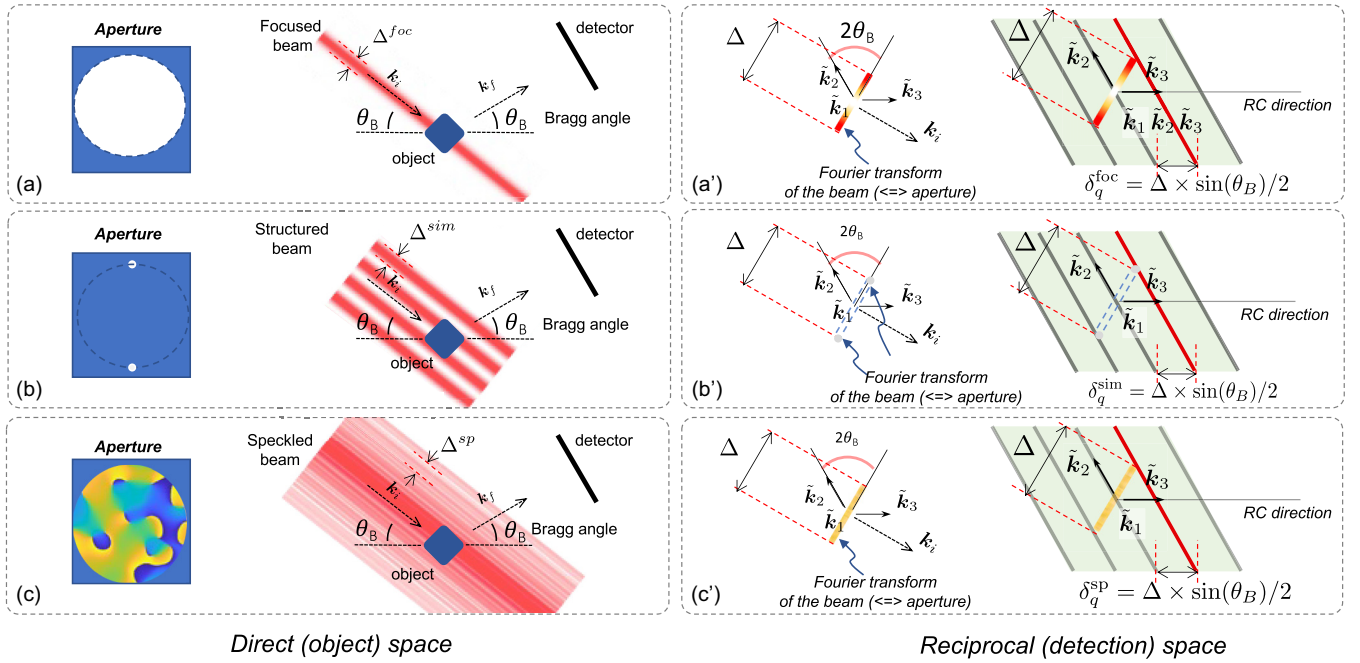 Aperture
Focused
beam
Δ^foc
k_i
k_f
detector
θ_B
θ_B
Bragg angle
object
(a)
Δ
2θ_B
k̃_2
k̃_1
k̃_3
k_i
Fourier transform
of the beam (<=> aperture)
(a')
Δ
k̃_2
k̃_3
RC direction
k̃_1 k̃_2 k̃_3
δ_q^foc = Δ × sin(θ_B)/2
Aperture
Structured
beam
Δ^sim
k_i
k_f
detector
θ_B
θ_B
Bragg angle
object
(b)
Δ
2θ_B
k̃_2
k̃_1
k̃_3
k_i
Fourier transform
of the beam (<=> aperture)
(b')
Δ
k̃_2
k̃_3
RC direction
k̃_1
δ_q^sim = Δ × sin(θ_B)/2
Aperture
Speckled
beam
Δ^sp
k_i
k_f
detector
θ_B
θ_B
Bragg angle
object
(c)
Δ
2θ_B
k̃_2
k̃_1
k̃_3
k_i
Fourier transform
of the beam (<=> aperture)
(c')
Δ
k̃_2
k̃_3
RC direction
k̃_1
δ_q^sp = Δ × sin(θ_B)/2
Direct (object) space
Reciprocal (detection) space